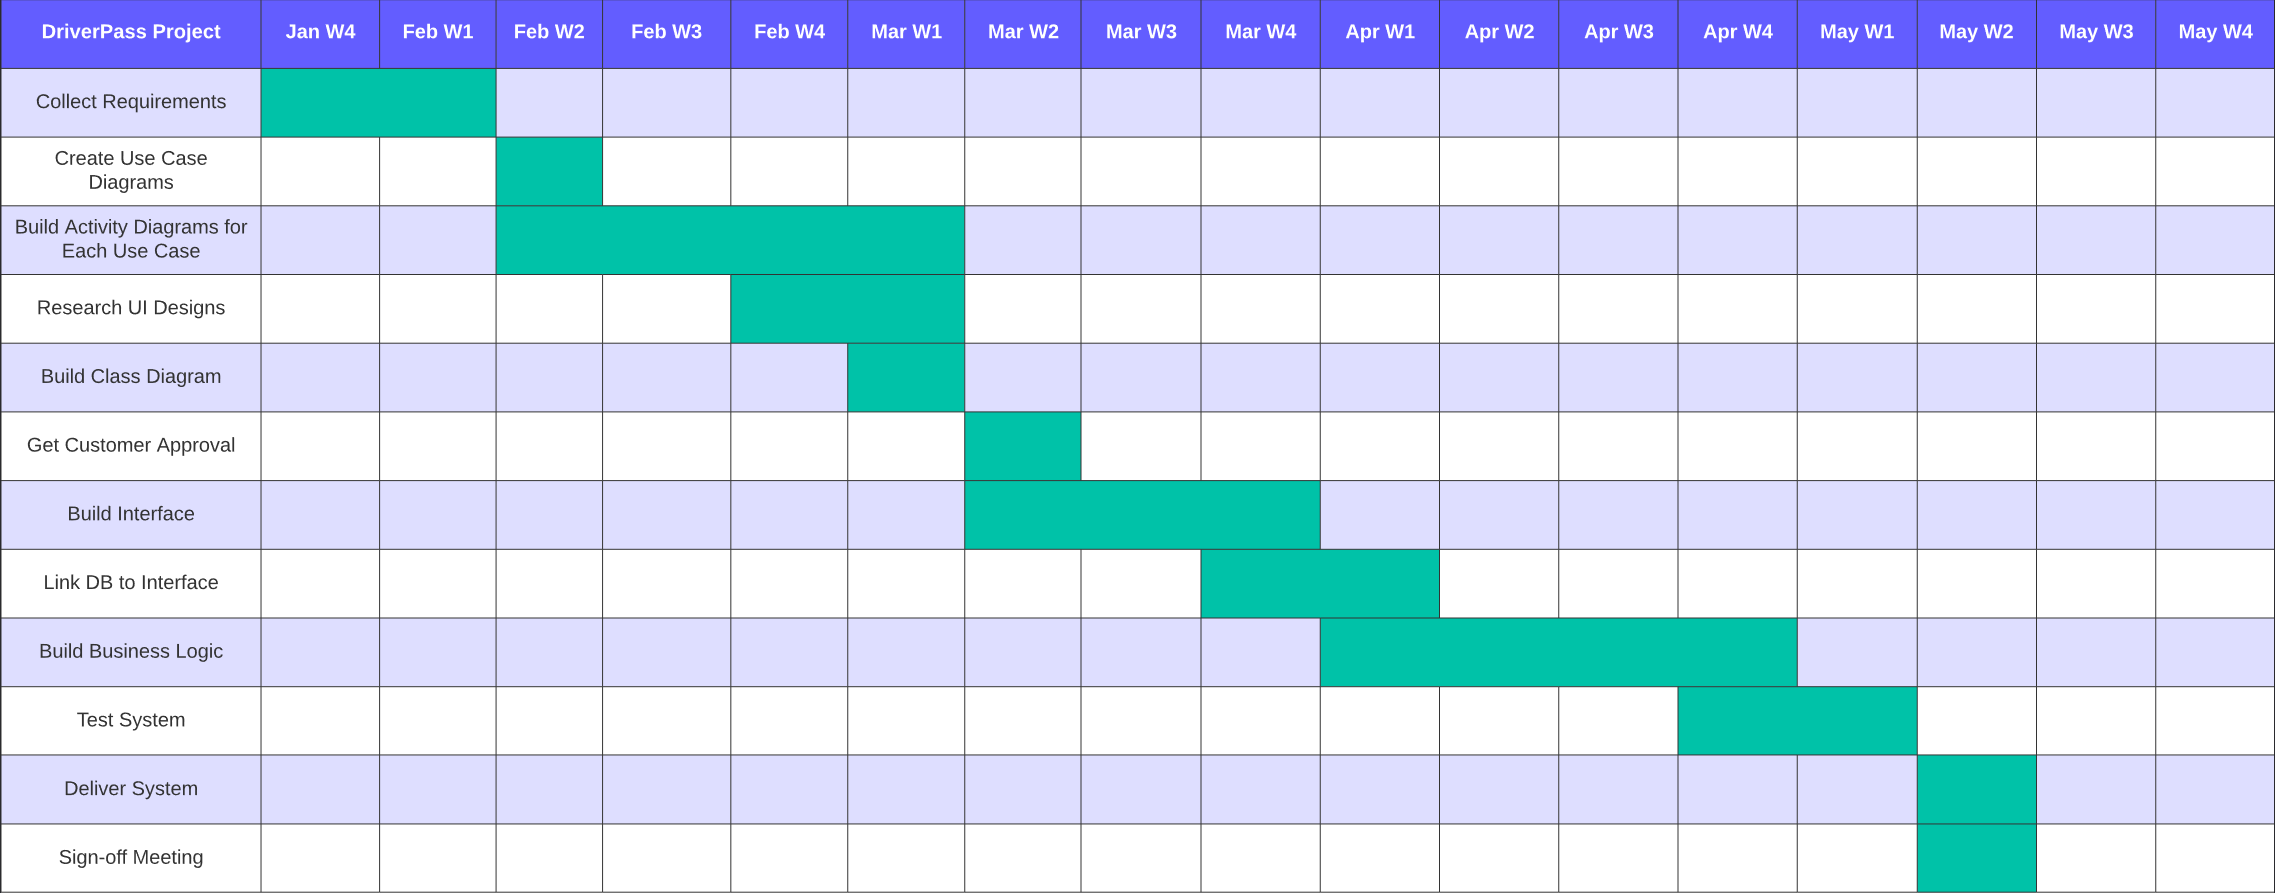 DriverPass Project Jan W4 Feb W1 Feb W2 Feb W3 Feb W4 Mar W1 Mar W2 Mar W3 Mar W4 Apr W1 Apr W2 Apr W3 Apr W4 May W1 May W2 May W3 May W4
Collect Requirements
Create Use Case
Diagrams
Build Activity Diagrams for
Each Use Case
Research UI Designs
Build Class Diagram
Get Customer Approval
Build Interface
Link DB to Interface
Build Business Logic
Test System
Deliver System
Sign-off Meeting